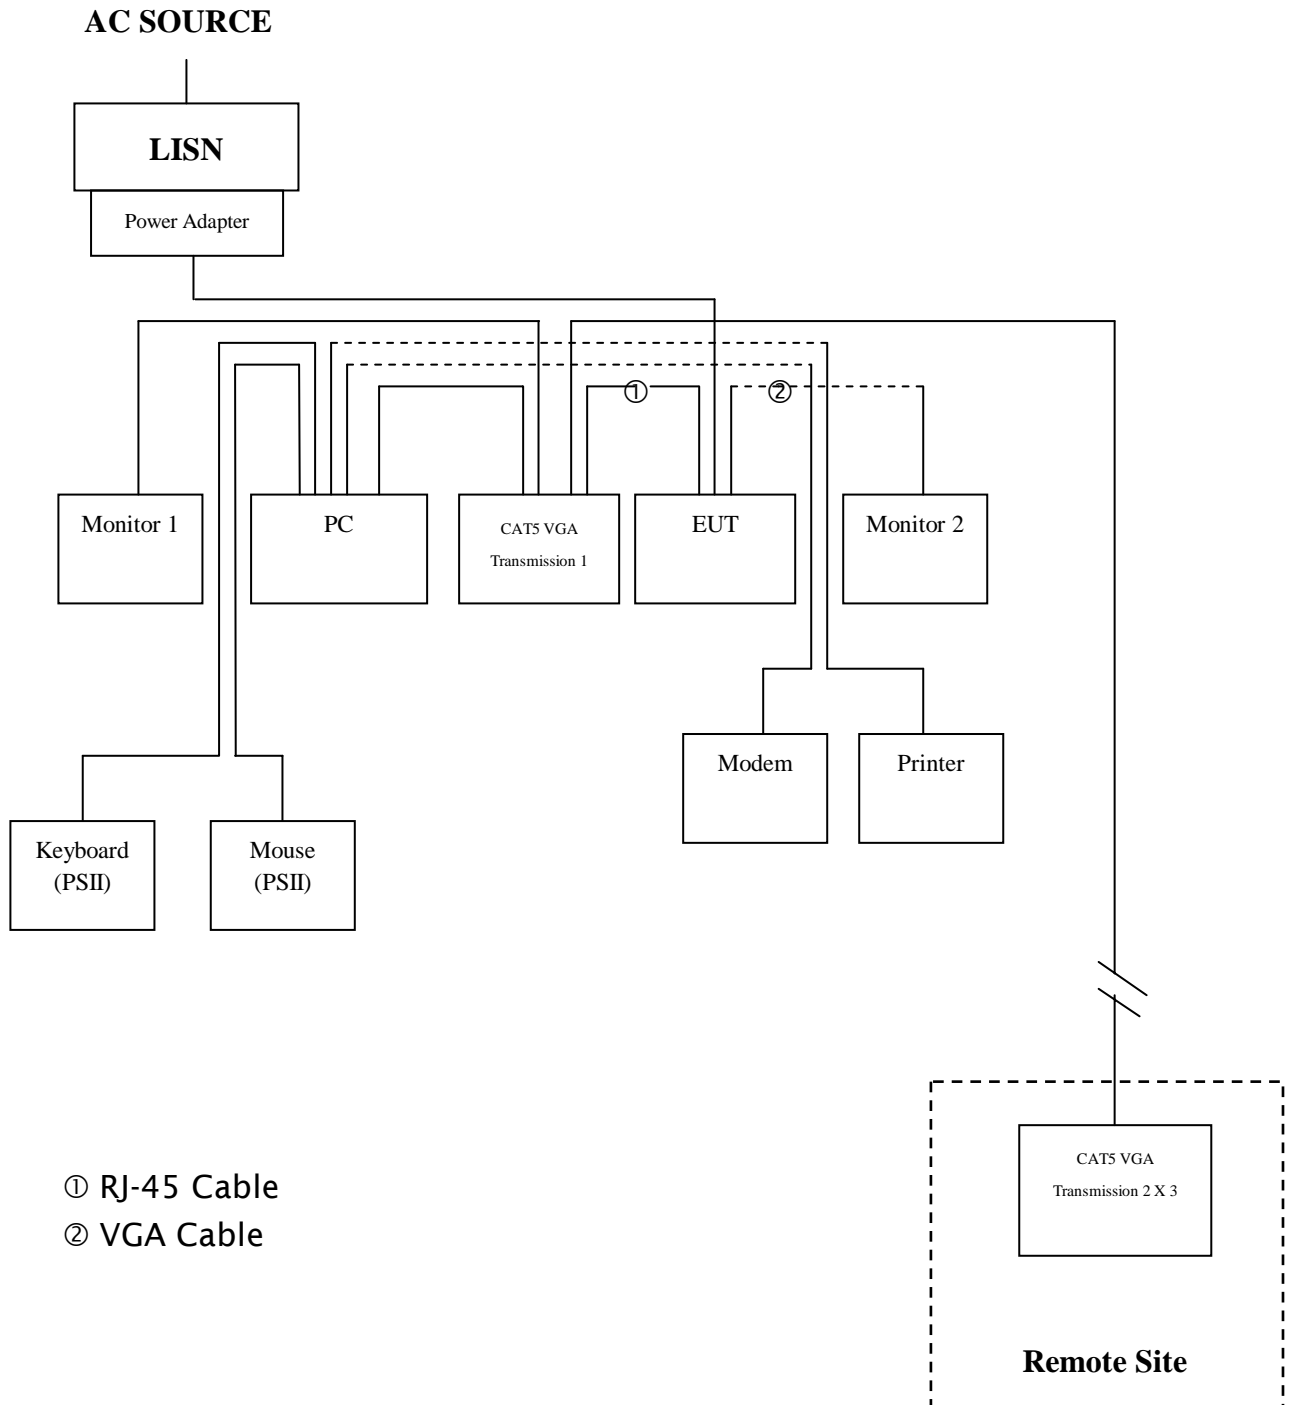 AC SOURCE
LISN
Power Adapter
① ②
Monitor 1
PC
CAT5 VGA
Transmission 1
EUT
Monitor 2
Modem
Printer
Keyboard
(PSII)
Mouse
(PSII)
CAT5 VGA
Transmission 2 X 3
① RJ-45 Cable
② VGA Cable
Remote Site